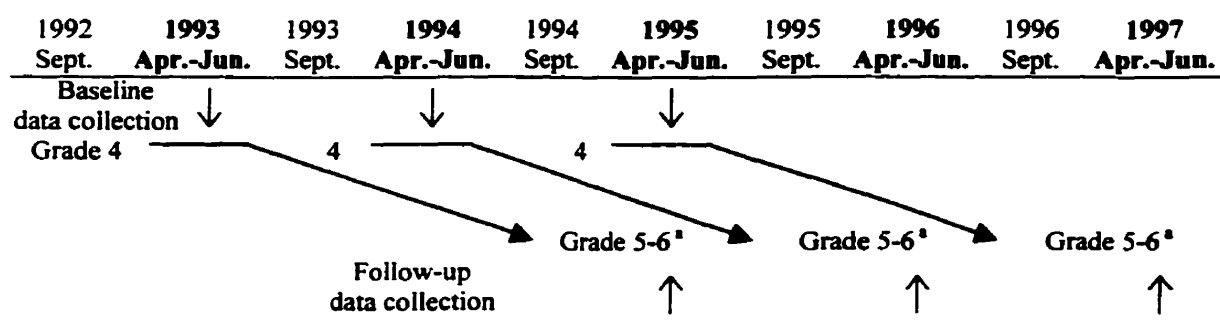 1992 1993 1993 1994 1994 1995 1995 1996 1996 1997
Sept. Apr.-Jun. Sept. Apr.-Jun. Sept. Apr.-Jun. Sept. Apr.-Jun. Sept. Apr.-Jun.
Baseline
data collection
Grade 4 4 4
Grade 5-6ª Grade 5-6ª Grade 5-6ª
Follow-up
data collection